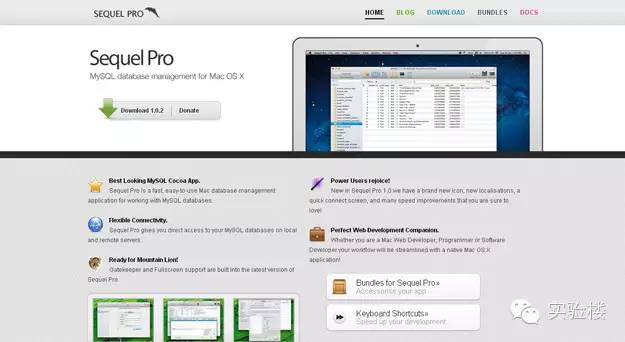 SEQUEL PRO
HOME BLOG DOWNLOAD BUNDLES DOCS
Sequel Pro
MySQL database management for Mac OS X
Download 1.0.2 Donate
Best Looking MySQL Cocoa App.
Sequel Pro is a fast, easy-to-use Mac database management
application for working with MySQL databases.
Flexible Connectivity.
Sequel Pro gives you direct access to your MySQL databases on local
and remote servers.
Ready for Mountain Lion!
Gatekeeper and Fullscreen support are built into the latest version of
Sequel Pro.
Power Users rejoice!
New in Sequel Pro 1.0 we have a brand new icon, new localisations, a
quick connect screen, and many speed improvements that you are sure to
love!
Perfect Web Development Companion.
Whether you are a Mac Web Developer, Programmer or Software
Developer your workflow will be streamlined with a native Mac OS X
application!
Bundles for Sequel Pro»
Accessorise your app
Keyboard Shortcuts»
Speed up your development
实验楼